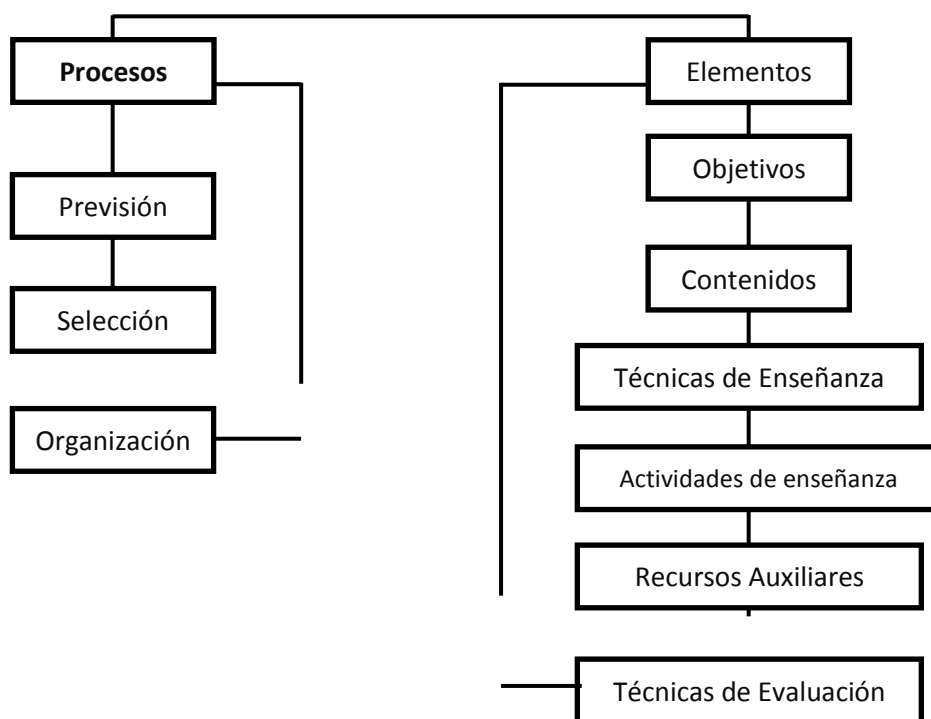 Procesos
Previsión
Selección
Organización
Elementos
Objetivos
Contenidos
Técnicas de Enseñanza
Actividades de enseñanza
Recursos Auxiliares
Técnicas de Evaluación